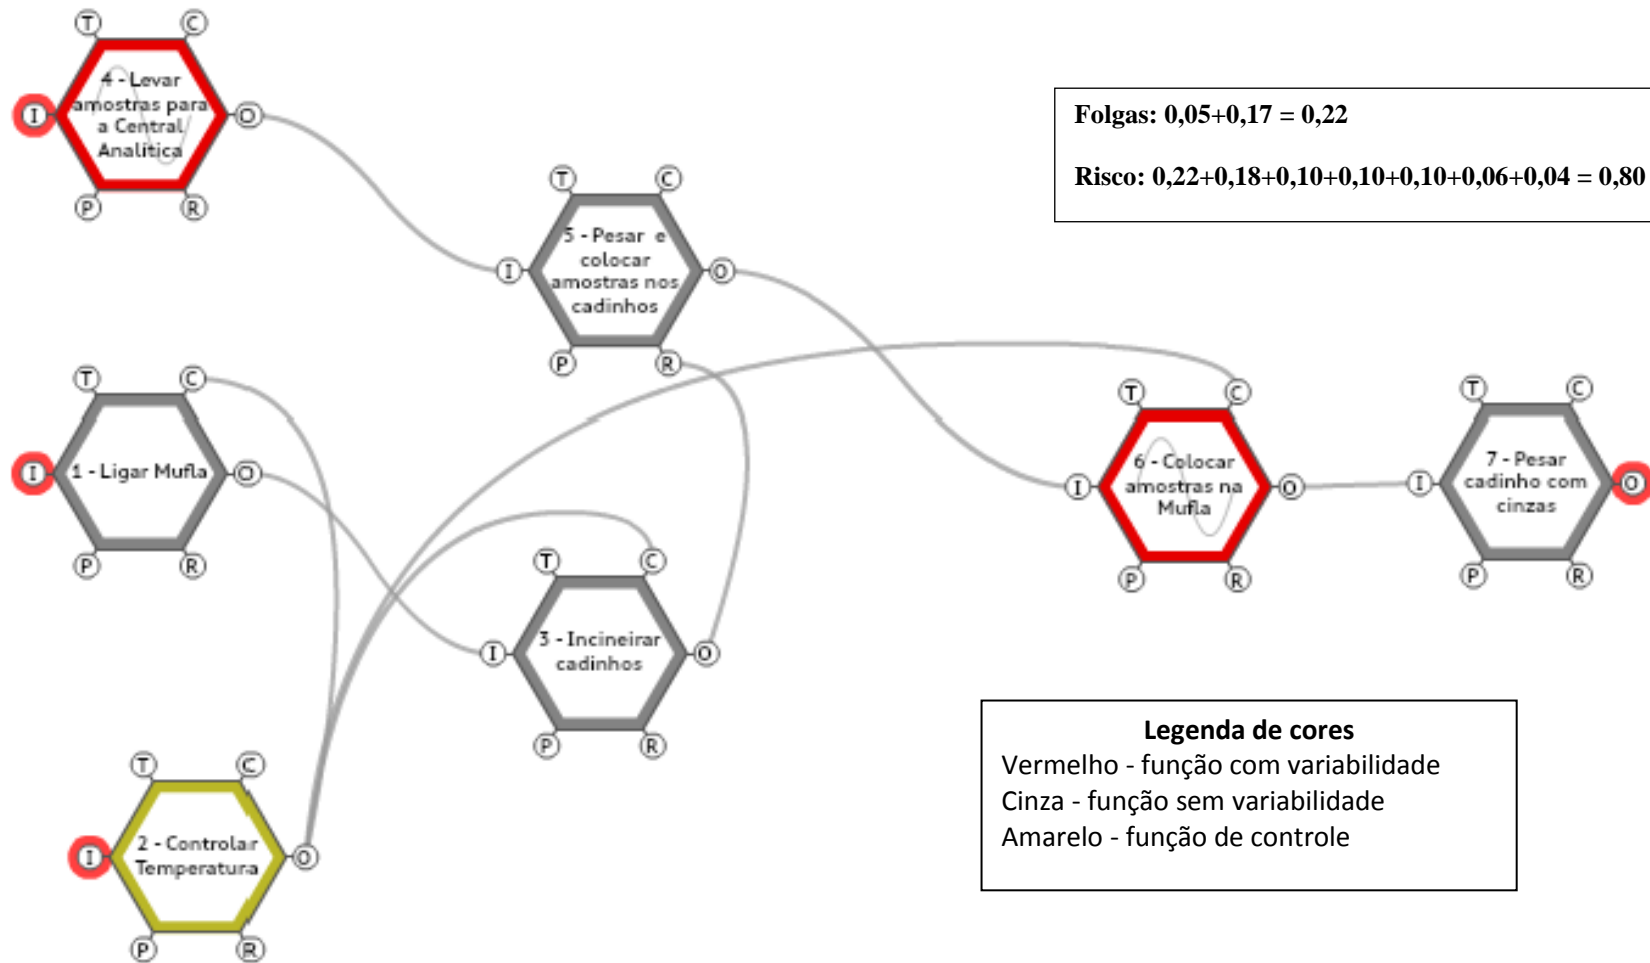 T
C
I
4 - Levar
amostras para
a Central
Analítica
O
P
R
Folgas: 0,05+0,17 = 0,22
Risco: 0,22+0,18+0,10+0,10+0,10+0,06+0,04 = 0,80
T
C
I
5 - Pesar e
colocar
amostras nos
cadinhos
O
P
R
T
C
I
1 - Ligar Mufla
O
P
R
T
C
I
6 - Colocar
amostras na
Mufla
O
P
R
T
C
I
7 - Pesar
cadinho com
cinzas
O
P
R
T
C
I
3 - Incineirar
cadinhos
O
P
R
T
C
I
2 - Controlar
Temperatura
O
P
R
Legenda de cores
Vermelho - função com variabilidade
Cinza - função sem variabilidade
Amarelo - função de controle